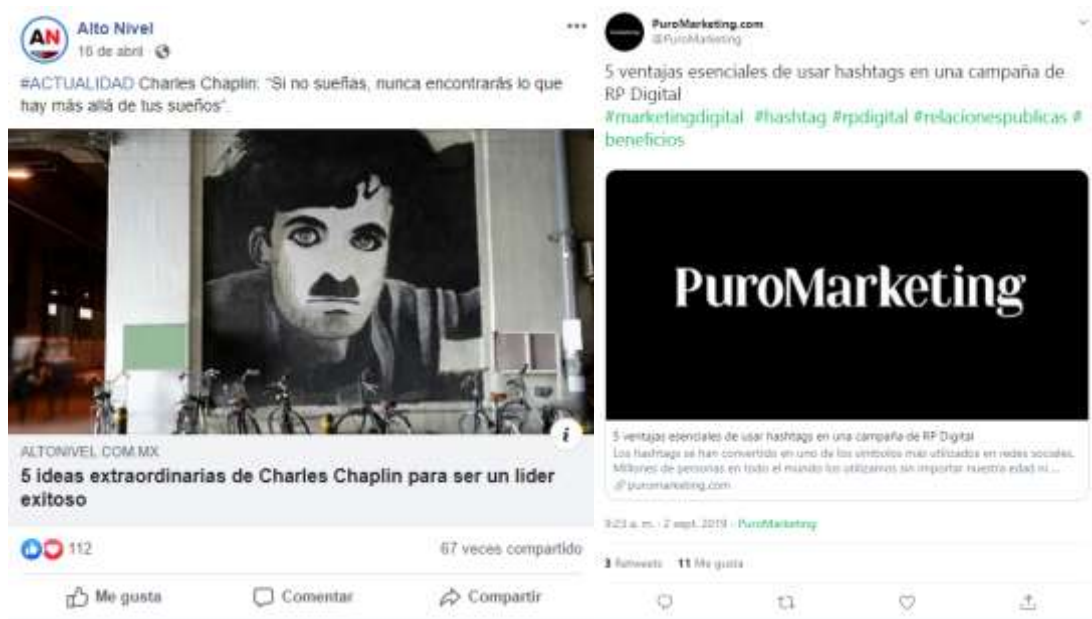 AN
Alto Nivel
16 de abril
#ACTUALIDAD Charles Chaplin: "Si no sueñas, nunca encontrarás lo que
hay más allá de tus sueños".
ALTONIVEL.COM.MX
5 ideas extraordinarias de Charles Chaplin para ser un líder
exitoso
112
67 veces compartido
Me gusta
Comentar
Compartir
PuroMarketing.com
@PuroMarketing
5 ventajas esenciales de usar hashtags en una campaña de
RP Digital
#marketingdigital #hashtag #rpdigital #relacionespublicas #
beneficios
PuroMarketing
5 ventajas esenciales de usar hashtags en una campaña de RP Digital
Los hashtags se han convertido en uno de los símbolos más utilizados en redes sociales.
Millones de personas en todo el mundo los utilizamos sin importar nuestra edad ni ...
puromarketing.com
9:23 a. m. · 2 sept. 2019 · PuroMarketing
3 Retweets 11 Me gusta